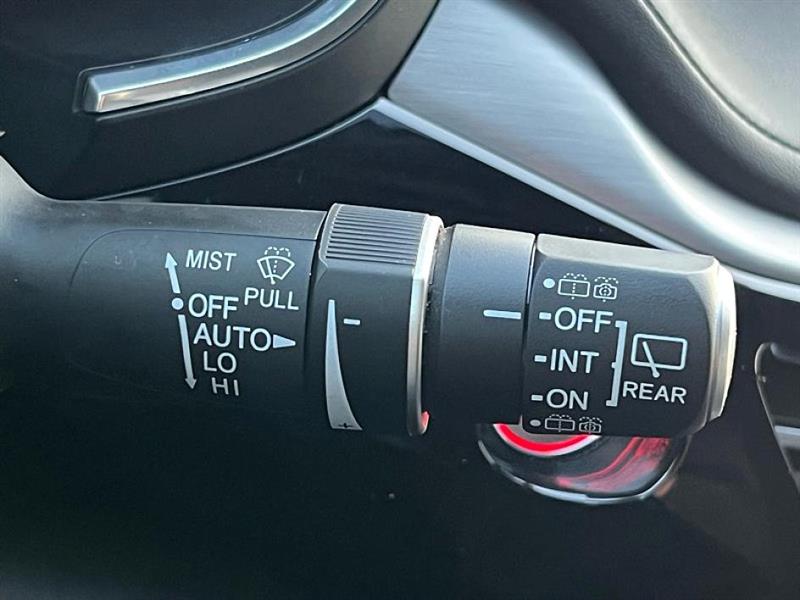 MIST
PULL
OFF
AUTO
LO
HI
OFF
INT
ON
REAR